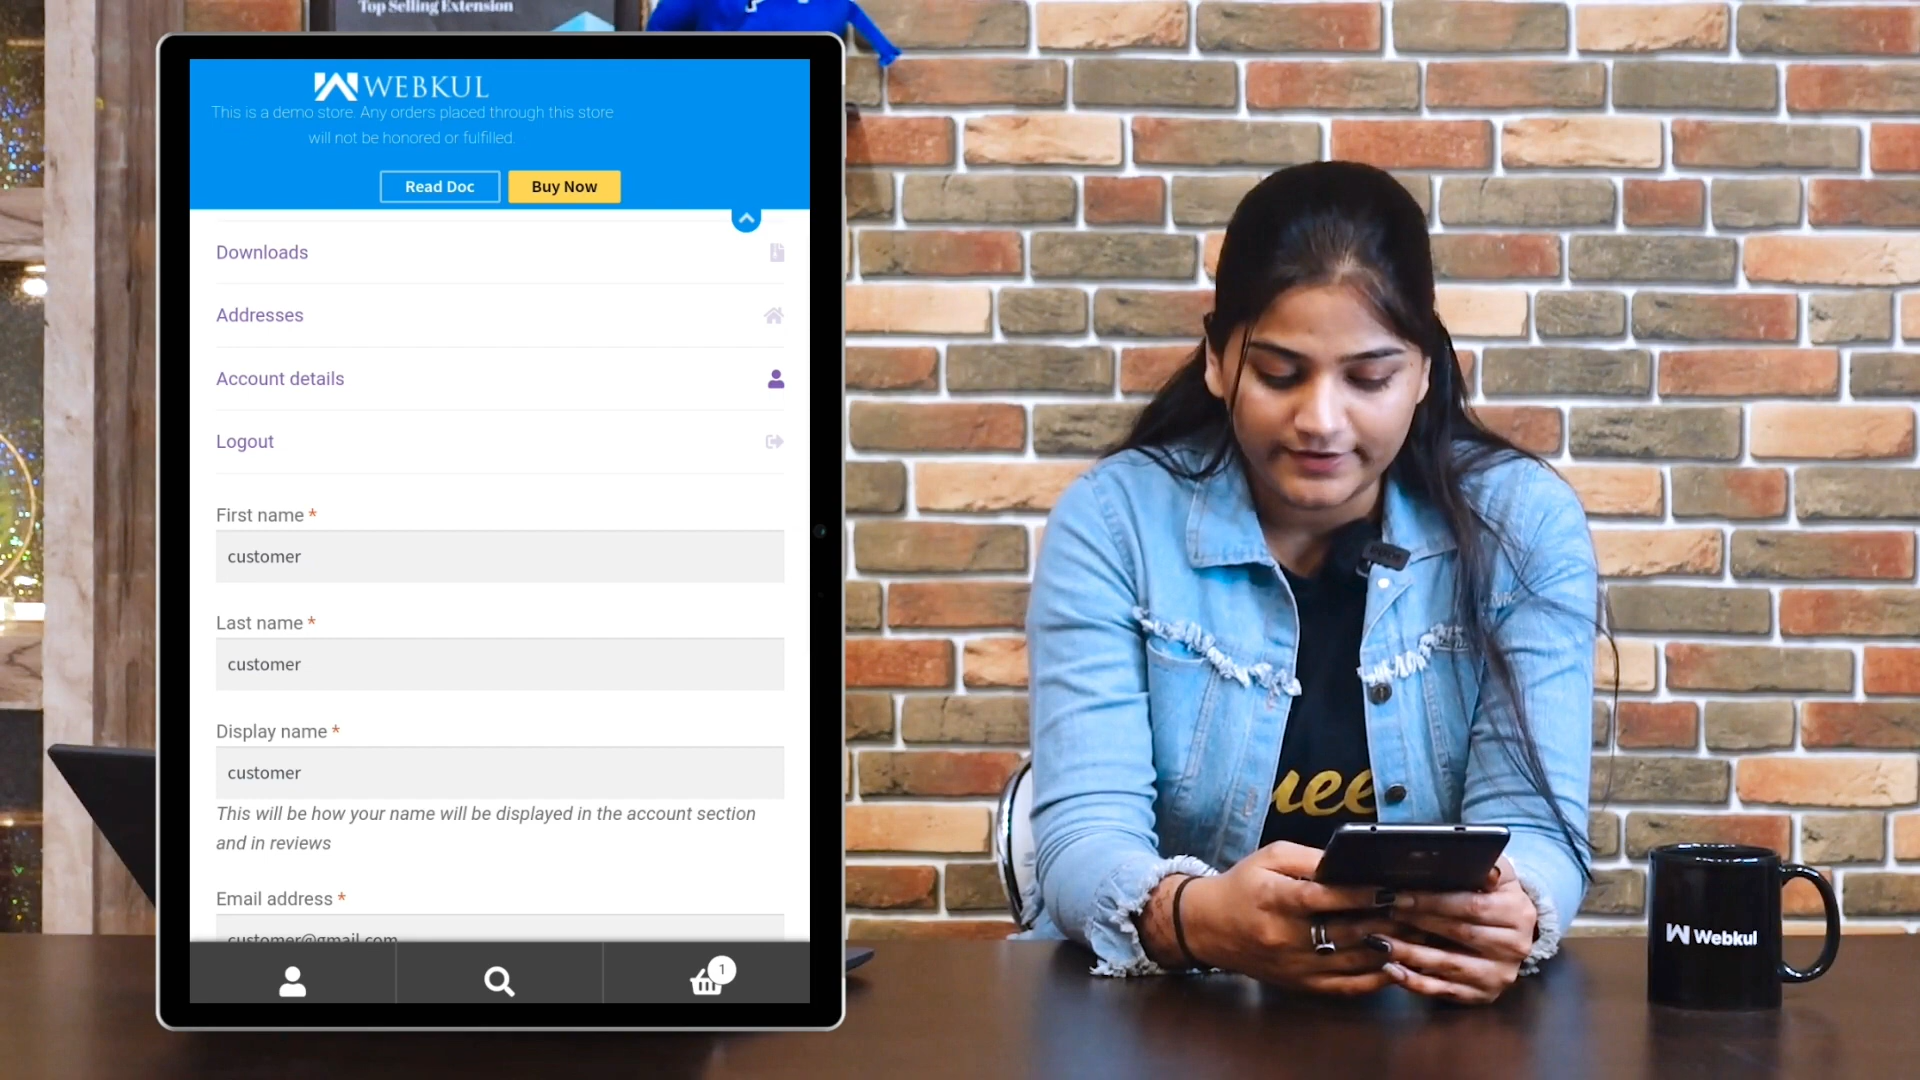 Top Selling Extension
WEBKUL
This is a demo store. Any orders placed through this store
will not be honored or fulfilled.
Read Doc
Buy Now
Downloads
Addresses
Account details
Logout
First name *
customer
Last name *
customer
Display name *
customer
This will be how your name will be displayed in the account section
and in reviews
Email address *
customer@gmail.com
1
Webkul